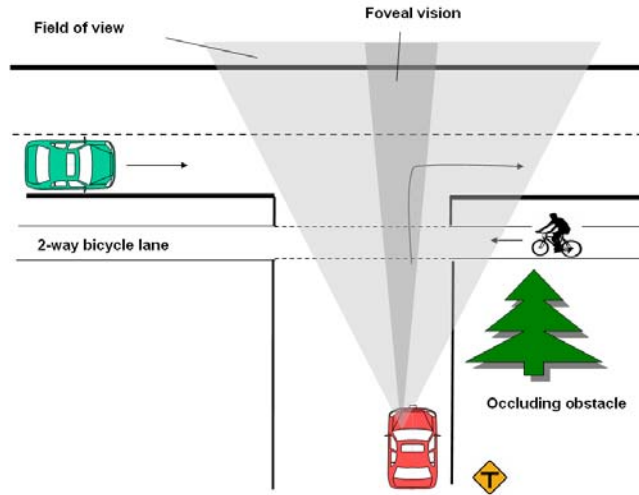 Foveal vision
Field of view
2-way bicycle lane
Occluding obstacle